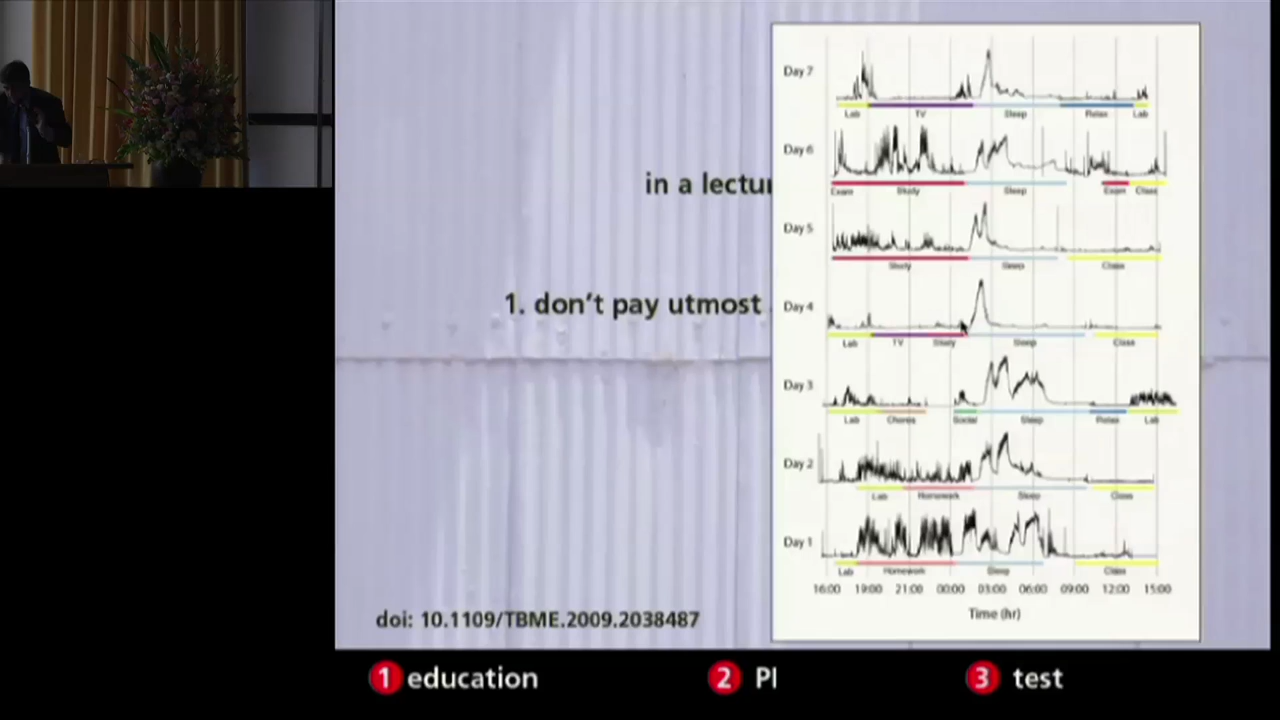 in a lectur
1. don't pay utmost
doi: 10.1109/TBME.2009.2038487
Day 7
Lab TV Sleep Relax Lab
Day 6
Exam Study Sleep Exam Class
Day 5
Study Sleep Class
Day 4
Lab TV Study Sleep Class
Day 3
Lab Chores Social Sleep Relax Lab
Day 2
Lab Homework Sleep Class
Day 1
Lab Homework Sleep Class
16:00 19:00 21:00 00:00 03:00 06:00 09:00 12:00 15:00
Time (hr)
1 education 2 Pl 3 test